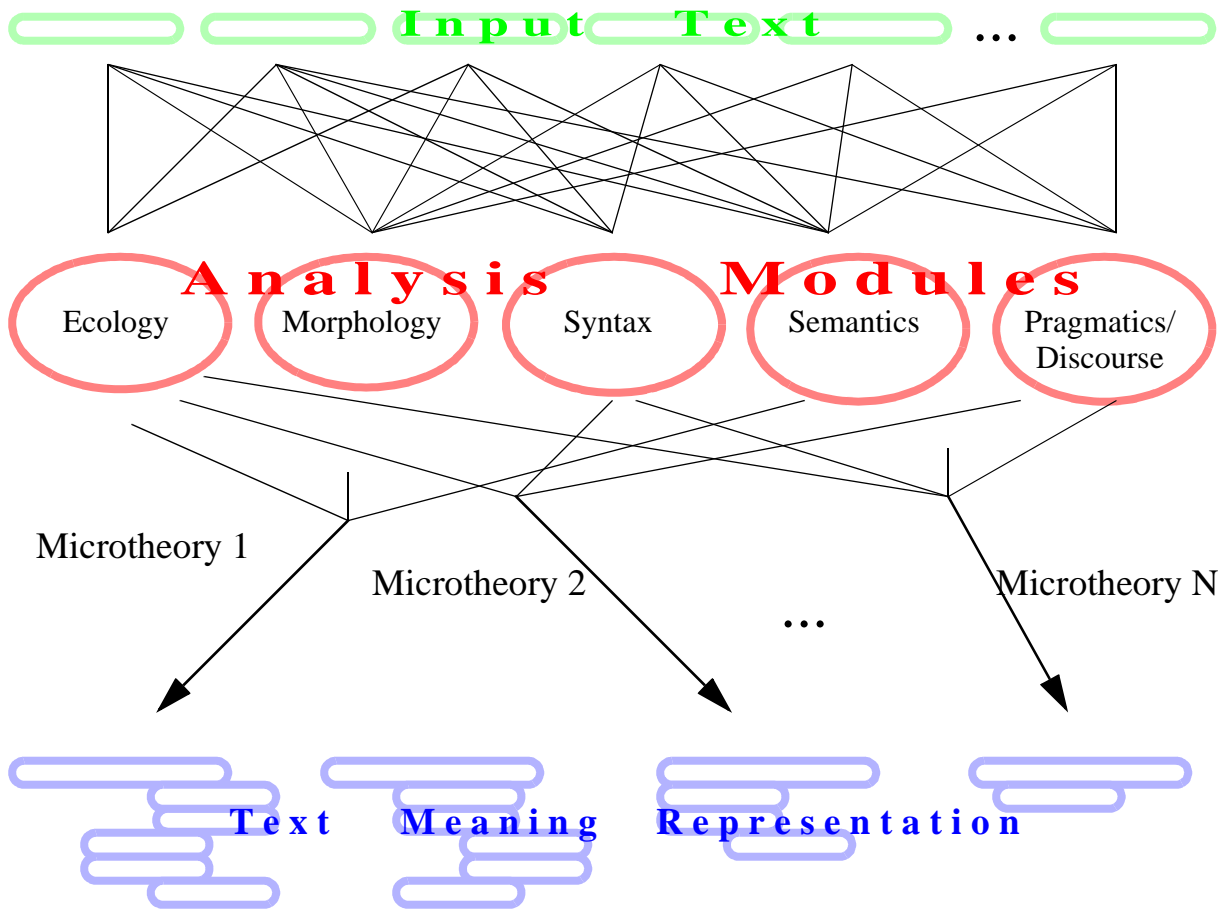 Input Text
...
Analysis Modules
Ecology
Morphology
Syntax
Semantics
Pragmatics/
Discourse
Microtheory 1
Microtheory 2
Microtheory N
...
Text Meaning Representation